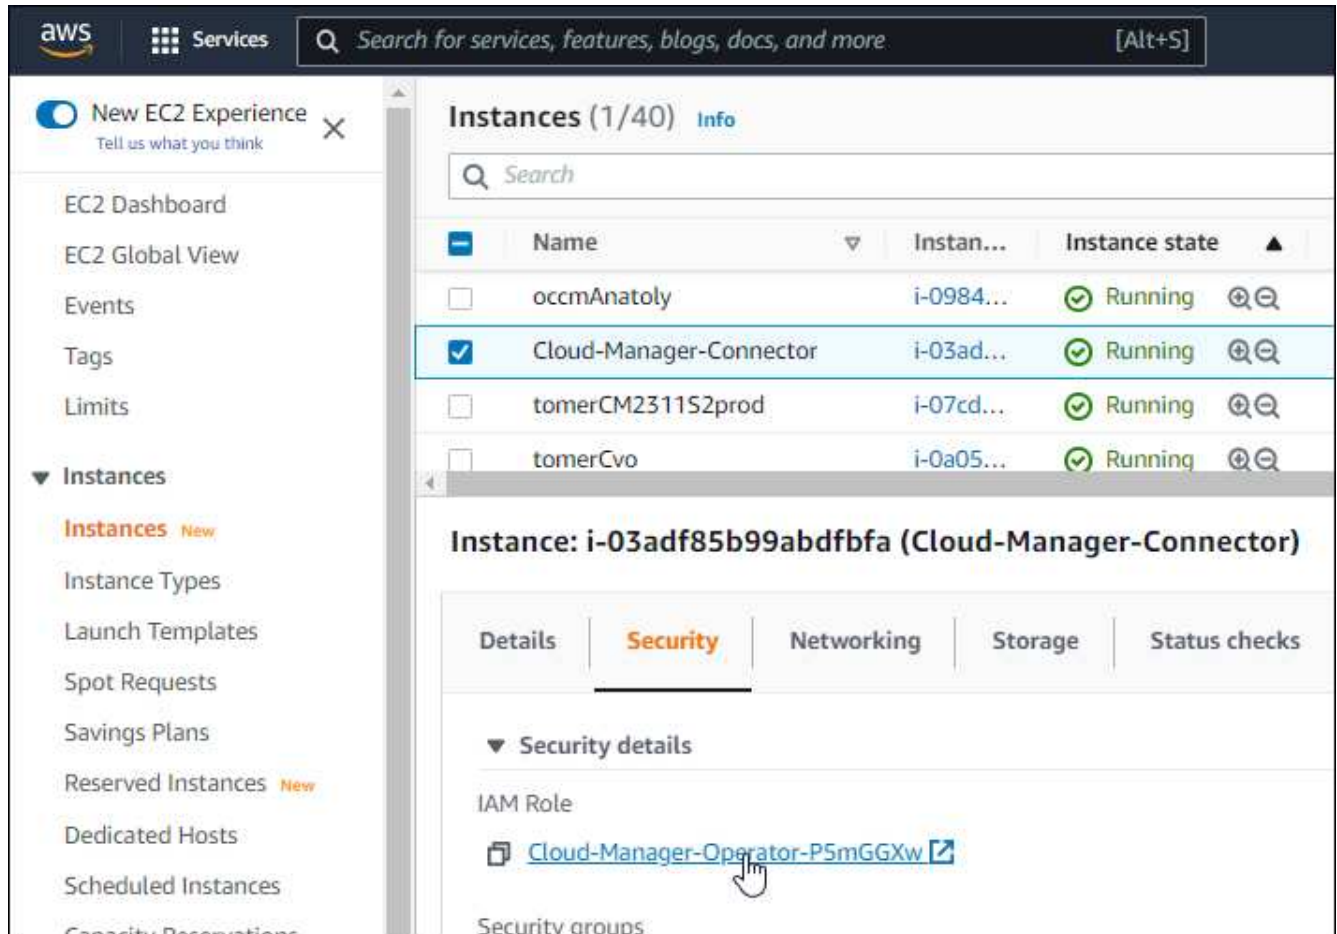 aws Services Search for services, features, blogs, docs, and more [Alt+S]
New EC2 Experience
Tell us what you think
EC2 Dashboard
EC2 Global View
Events
Tags
Limits
Instances
Instances New
Instance Types
Launch Templates
Spot Requests
Savings Plans
Reserved Instances New
Dedicated Hosts
Scheduled Instances
Capacity Reservations
Instances (1/40) Info
Search
Name Instan... Instance state
occmAnatoly i-0984... Running
Cloud-Manager-Connector i-03ad... Running
tomerCM2311S2prod i-07cd... Running
tomerCvo i-0a05... Running
Instance: i-03adf85b99abdfbfa (Cloud-Manager-Connector)
Details Security Networking Storage Status checks
Security details
IAM Role
Cloud-Manager-Operator-P5mGGXw
Security groups